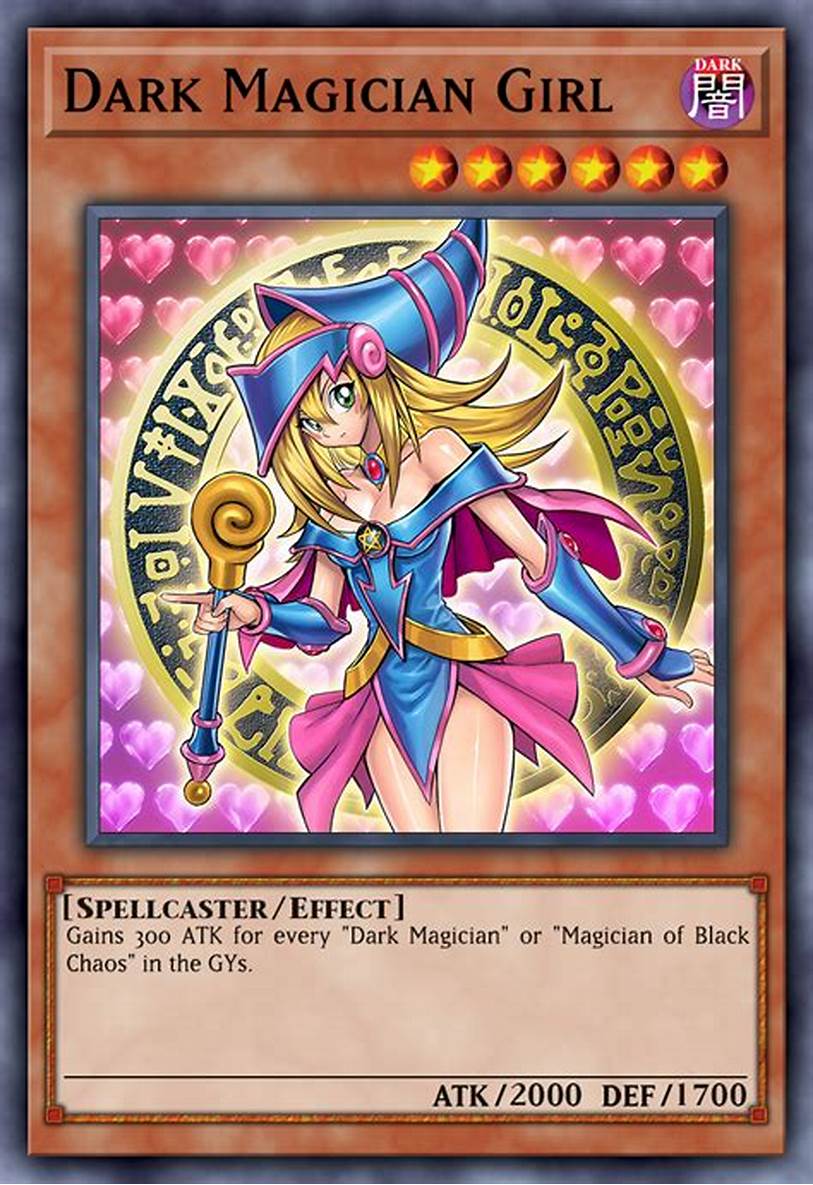 Dark Magician Girl
DARK
闇
[Spellcaster/Effect]
Gains 300 ATK for every "Dark Magician" or "Magician of Black
Chaos" in the GYs.
ATK/2000 DEF/1700